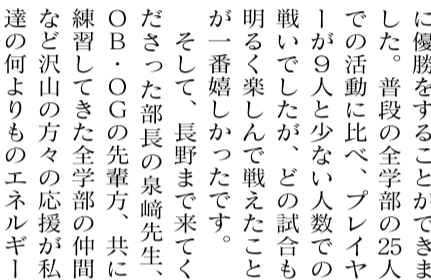 に優勝をすることができま
した。普段の全学部の25人
での活動に比べ、プレイヤ
ーが９人と少ない人数での
戦いでしたが、どの試合も
明るく楽しんで戦えたこと
が一番嬉しかったです。
　そして、長野まで来てく
ださった部長の泉﨑先生、
ＯＢ・ＯＧの先輩方、共に
練習してきた全学部の仲間
など沢山の方々の応援が私
達の何よりものエネルギー